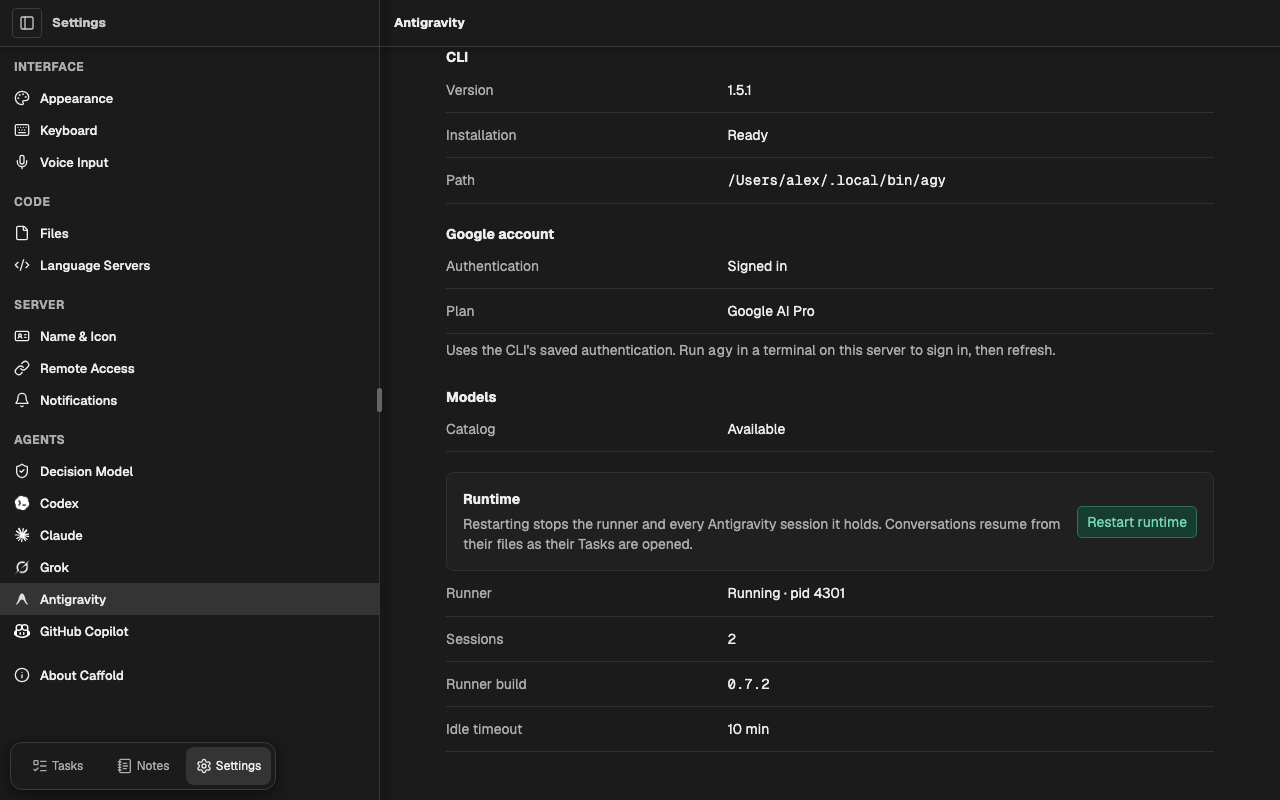 Settings
Antigravity
INTERFACE
Appearance
Keyboard
Voice Input
CODE
Files
Language Servers
SERVER
Name & Icon
Remote Access
Notifications
AGENTS
Decision Model
Codex
Claude
Grok
Antigravity
GitHub Copilot
About Caffold
Tasks
Notes
Settings
CLI
Version 1.5.1
Installation Ready
Path /Users/alex/.local/bin/agy
Google account
Authentication Signed in
Plan Google AI Pro
Uses the CLI's saved authentication. Run agy in a terminal on this server to sign in, then refresh.
Models
Catalog Available
Runtime
Restarting stops the runner and every Antigravity session it holds. Conversations resume from
their files as their Tasks are opened.
Restart runtime
Runner Running · pid 4301
Sessions 2
Runner build 0.7.2
Idle timeout 10 min